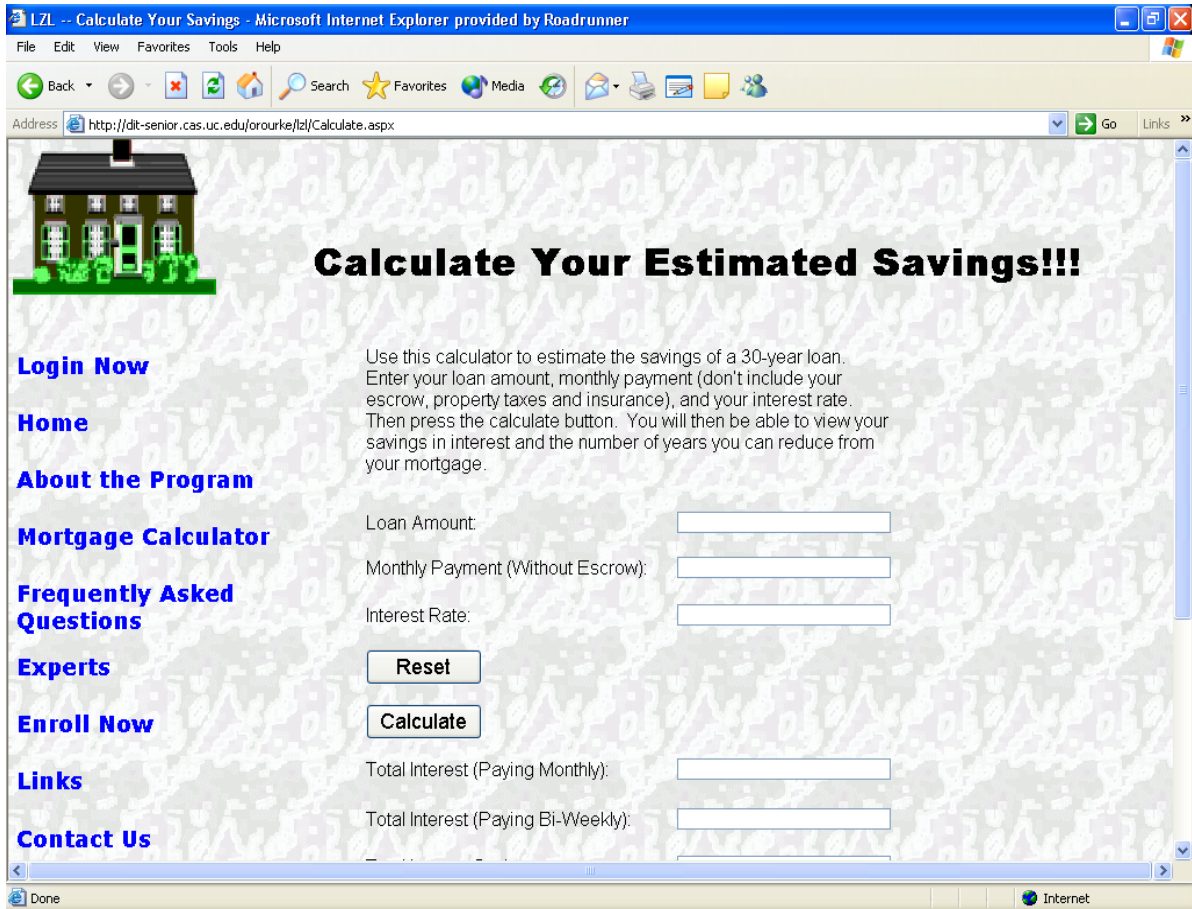 LZL -- Calculate Your Savings - Microsoft Internet Explorer provided by Roadrunner
File Edit View Favorites Tools Help
Back Search Favorites Media
Address http://dit-senior.cas.uc.edu/orourke/lzl/Calculate.aspx Go Links »
Calculate Your Estimated Savings!!!
Login Now
Home
About the Program
Mortgage Calculator
Frequently Asked
Questions
Experts
Enroll Now
Links
Contact Us
Use this calculator to estimate the savings of a 30-year loan.
Enter your loan amount, monthly payment (don't include your
escrow, property taxes and insurance), and your interest rate.
Then press the calculate button. You will then be able to view your
savings in interest and the number of years you can reduce from
your mortgage.
Loan Amount:
Monthly Payment (Without Escrow):
Interest Rate:
Reset
Calculate
Total Interest (Paying Monthly):
Total Interest (Paying Bi-Weekly):
Done Internet